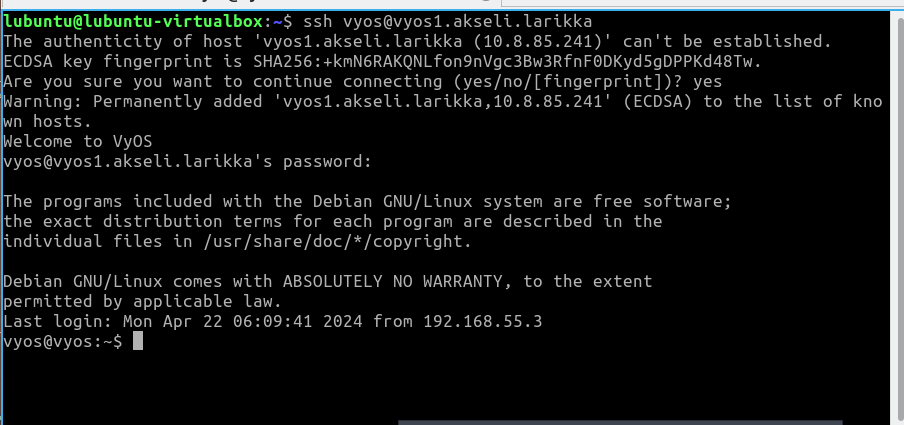 lubuntu@lubuntu-virtualbox:~$ ssh vyos@vyos1.akseli.larikka
The authenticity of host 'vyos1.akseli.larikka (10.8.85.241)' can't be established.
ECDSA key fingerprint is SHA256:+kmN6RAKQNLfon9nVgc3Bw3RfnF0DKyd5gDPPKd48Tw.
Are you sure you want to continue connecting (yes/no/[fingerprint])? yes
Warning: Permanently added 'vyos1.akseli.larikka,10.8.85.241' (ECDSA) to the list of kno
wn hosts.
Welcome to VyOS
vyos@vyos1.akseli.larikka's password:
The programs included with the Debian GNU/Linux system are free software;
the exact distribution terms for each program are described in the
individual files in /usr/share/doc/*/copyright.
Debian GNU/Linux comes with ABSOLUTELY NO WARRANTY, to the extent
permitted by applicable law.
Last login: Mon Apr 22 06:09:41 2024 from 192.168.55.3
vyos@vyos:~$